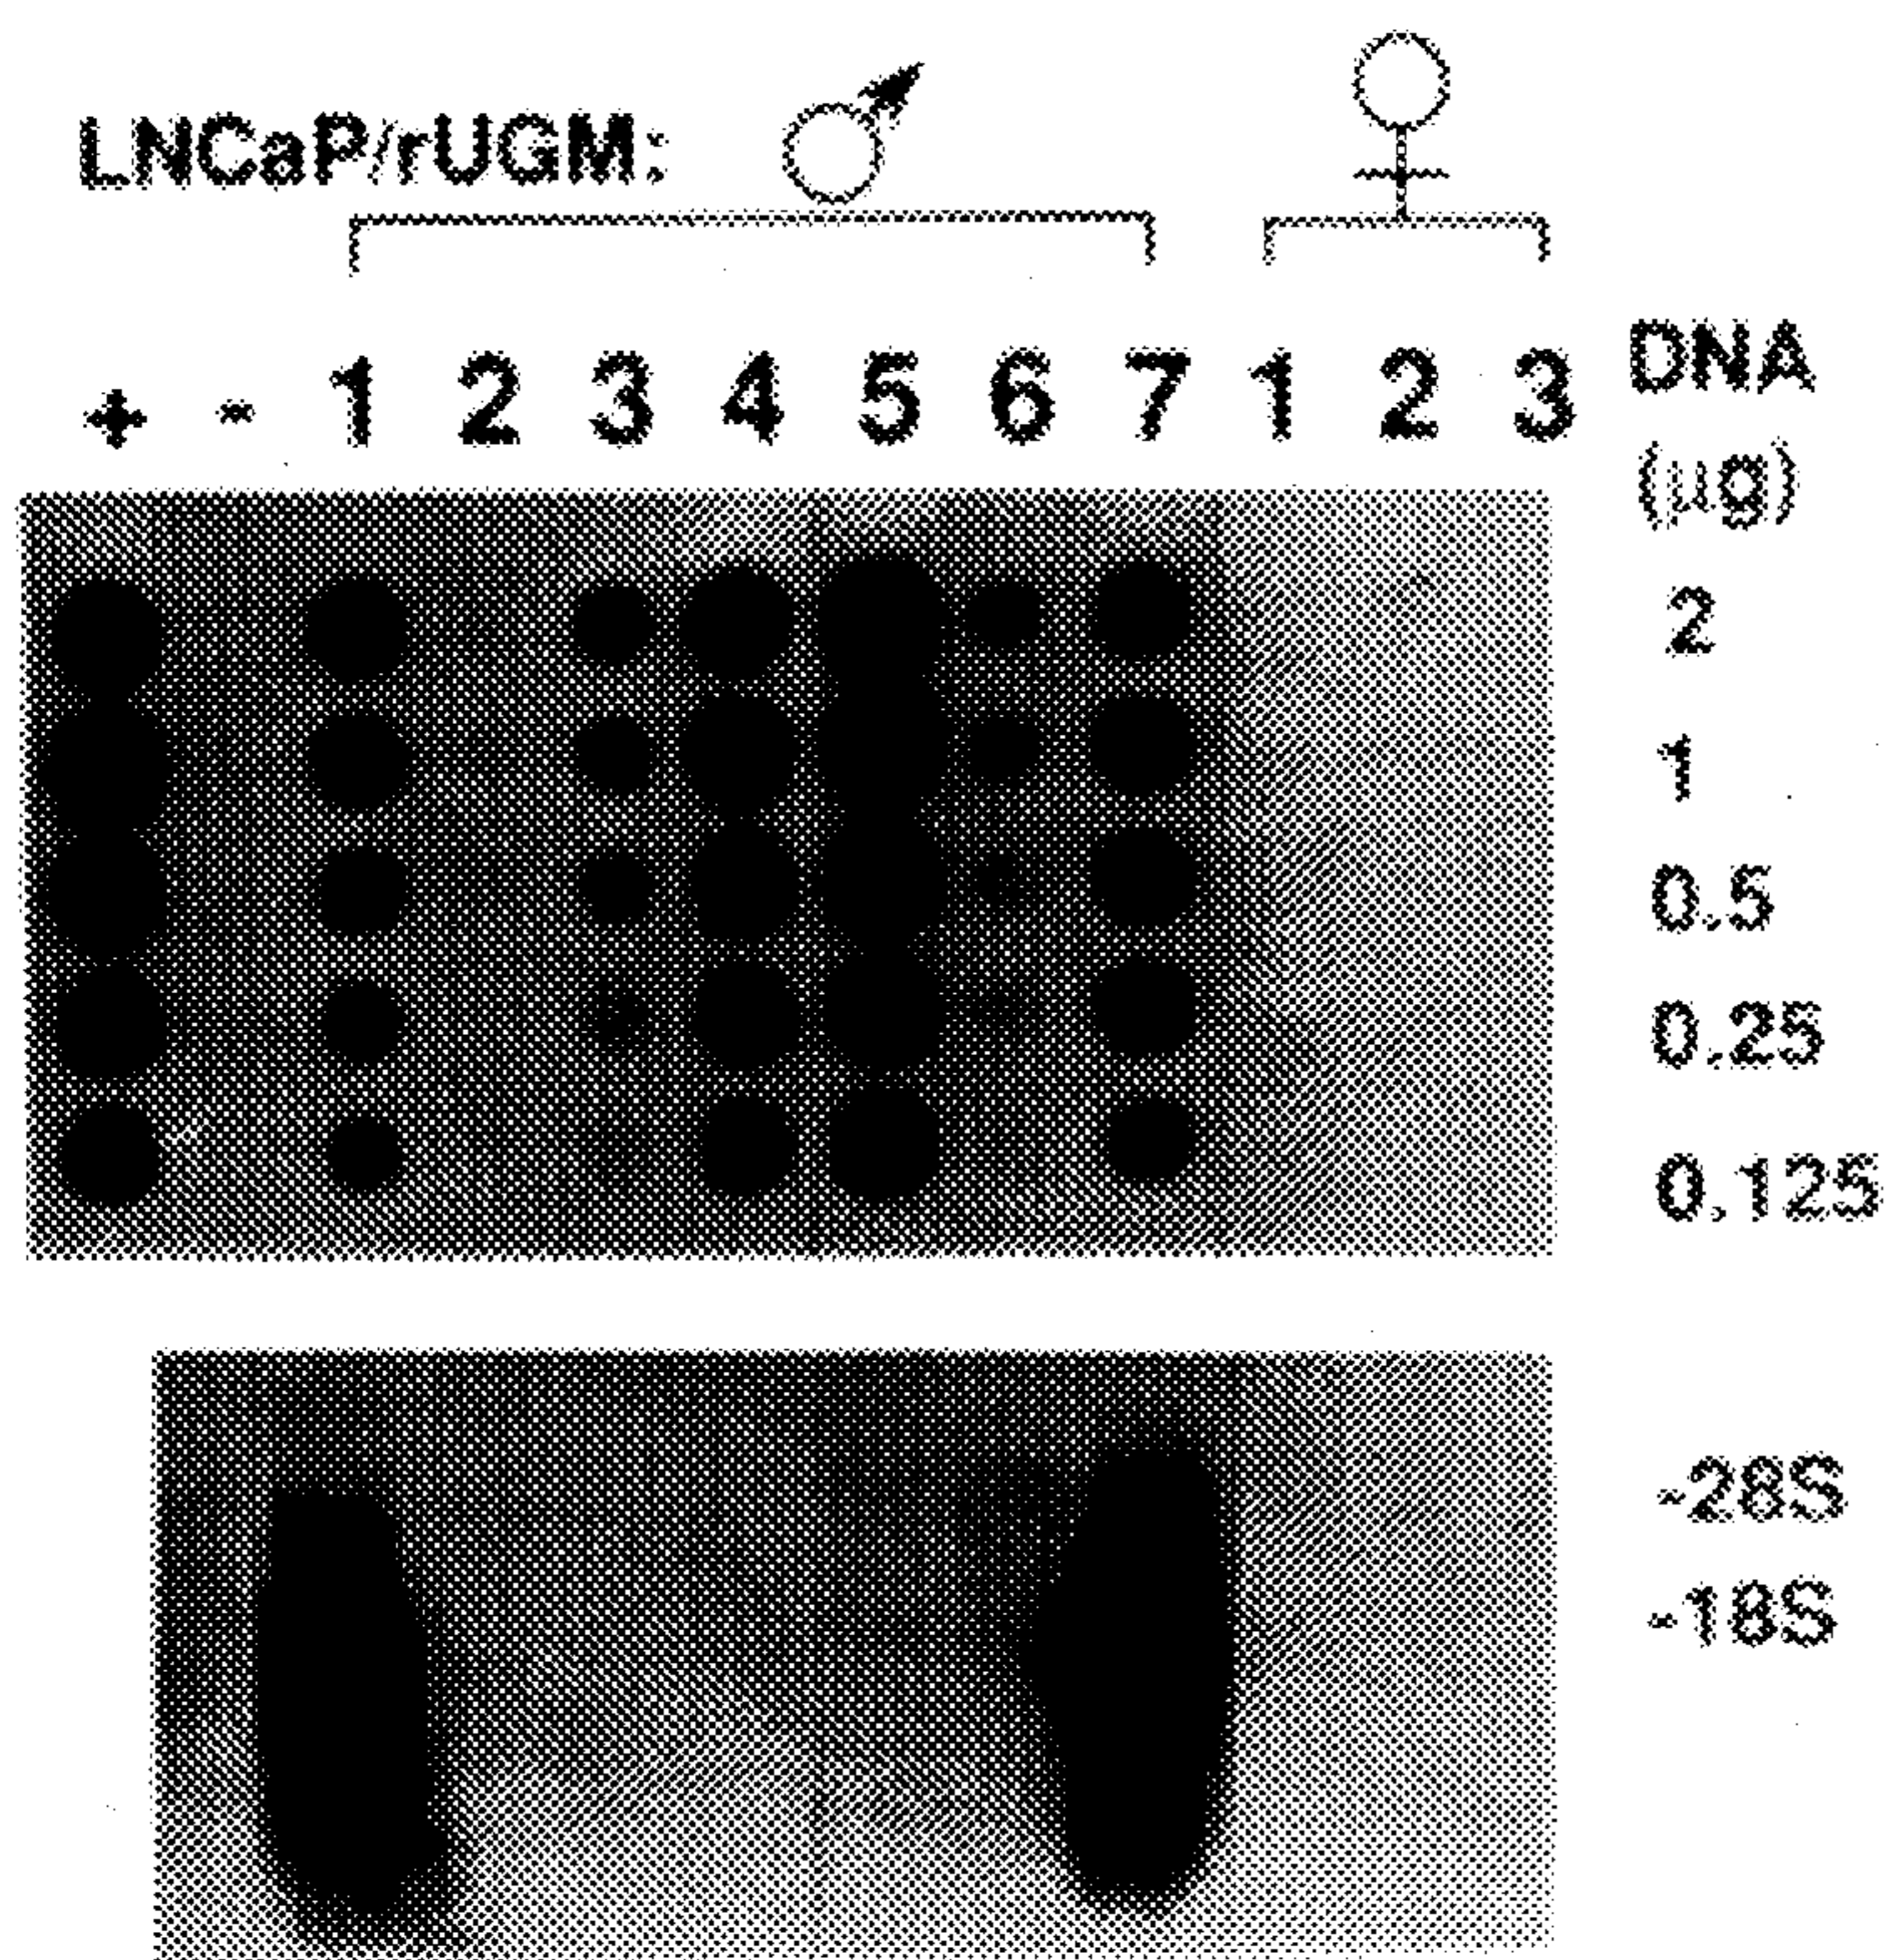 LNCaP/rUGM: ♂ ♀
+ - 1 2 3 4 5 6 7 1 2 3
DNA
(µg)
2
1
0.5
0.25
0.125
-28S
-18S